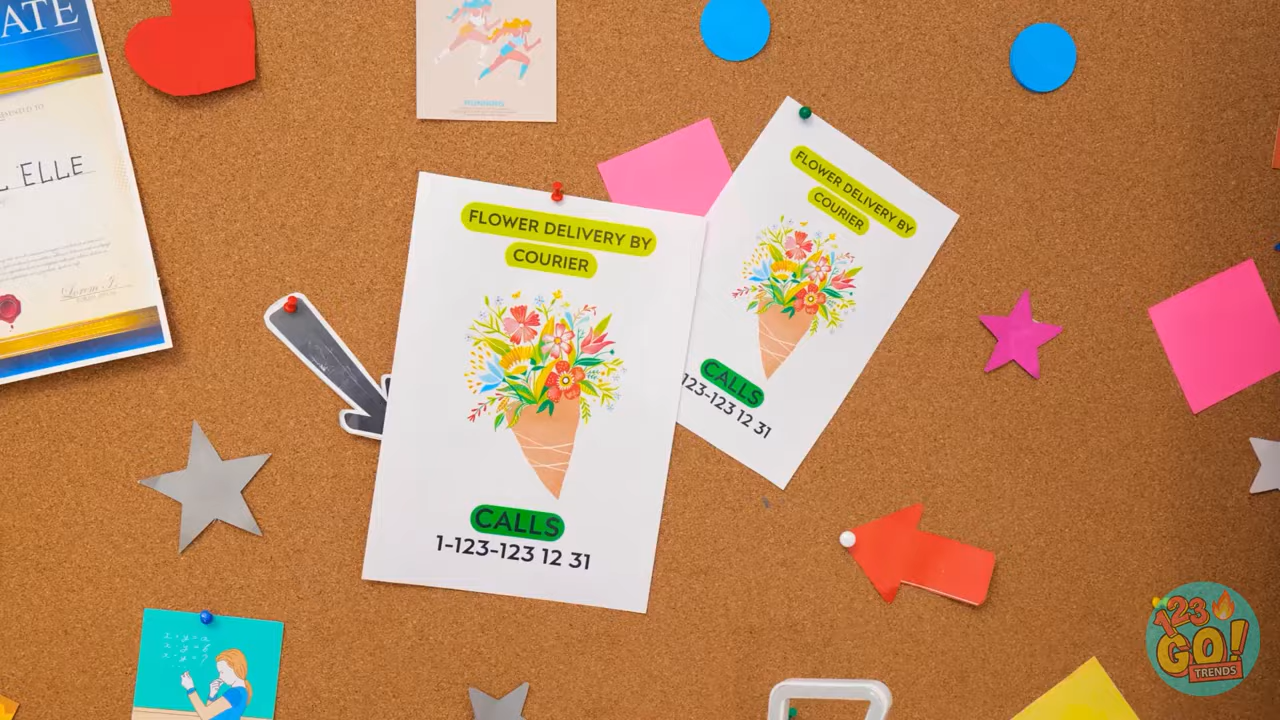 ATE
ELLE
RUNNERS
FLOWER DELIVERY BY
COURIER
CALLS
1-123-123 12 31
FLOWER DELIVERY BY
COURIER
CALLS
123-123 12 31
123
GO!
TRENDS